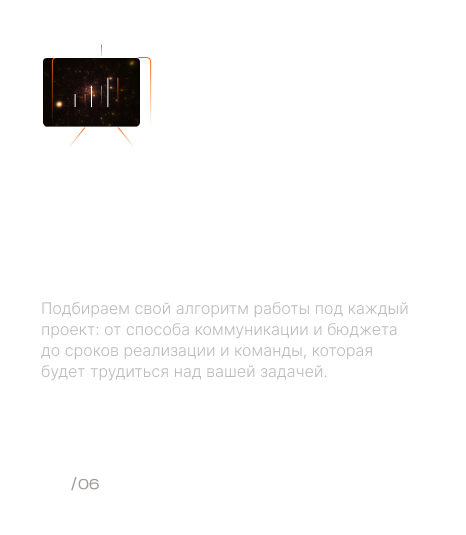 Подбираем свой алгоритм работы под каждый
проект: от способа коммуникации и бюджета
до сроков реализации и команды, которая
будет трудиться над вашей задачей.
/06